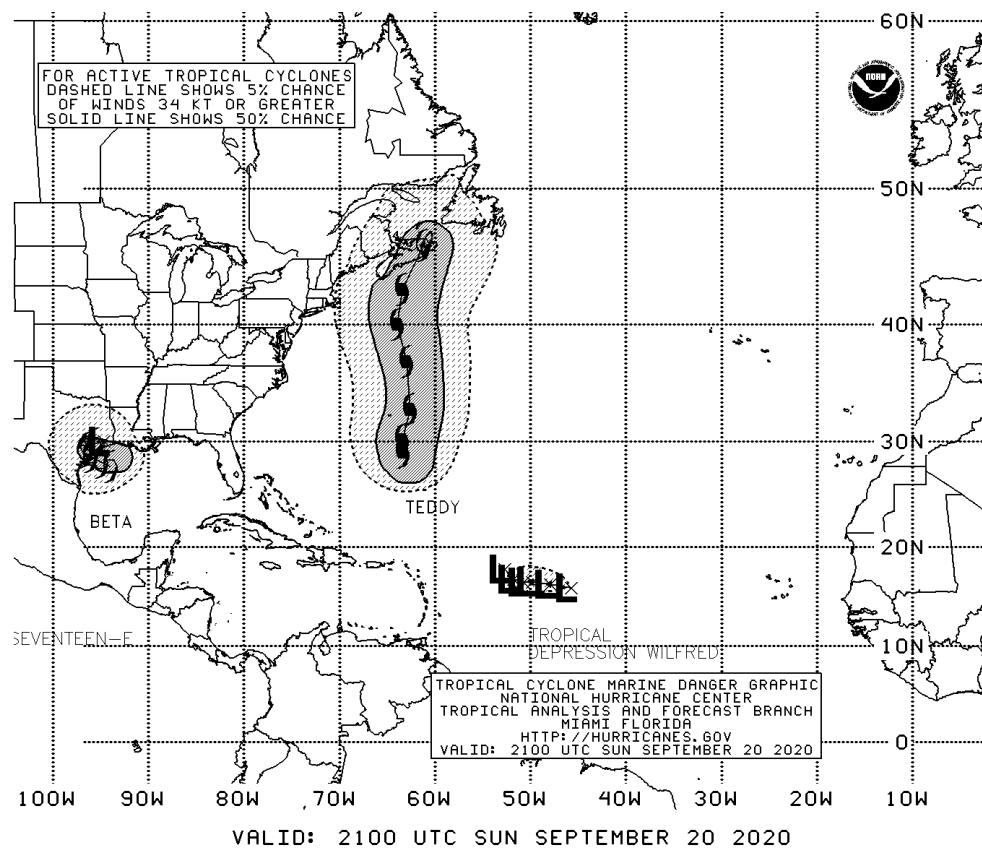 60N
FOR ACTIVE TROPICAL CYCLONES
DASHED LINE SHOWS 5% CHANCE
OF WINDS 34 KT OR GREATER
SOLID LINE SHOWS 50% CHANCE
NOAA
50N
40N
30N
TEDDY
BETA
20N
SEVENTEEN-E
TROPICAL
DEPRESSION WILFRED
10N
TROPICAL CYCLONE MARINE DANGER GRAPHIC
NATIONAL HURRICANE CENTER
TROPICAL ANALYSIS AND FORECAST BRANCH
MIAMI FLORIDA
HTTP://HURRICANES.GOV
VALID: 2100 UTC SUN SEPTEMBER 20 2020
0
100W 90W 80W 70W 60W 50W 40W 30W 20W 10W
VALID: 2100 UTC SUN SEPTEMBER 20 2020